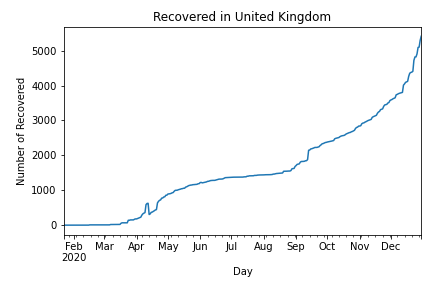 Recovered in United Kingdom
Number of Recovered
5000
4000
3000
2000
1000
0
Feb Mar Apr May Jun Jul Aug Sep Oct Nov Dec
2020
Day